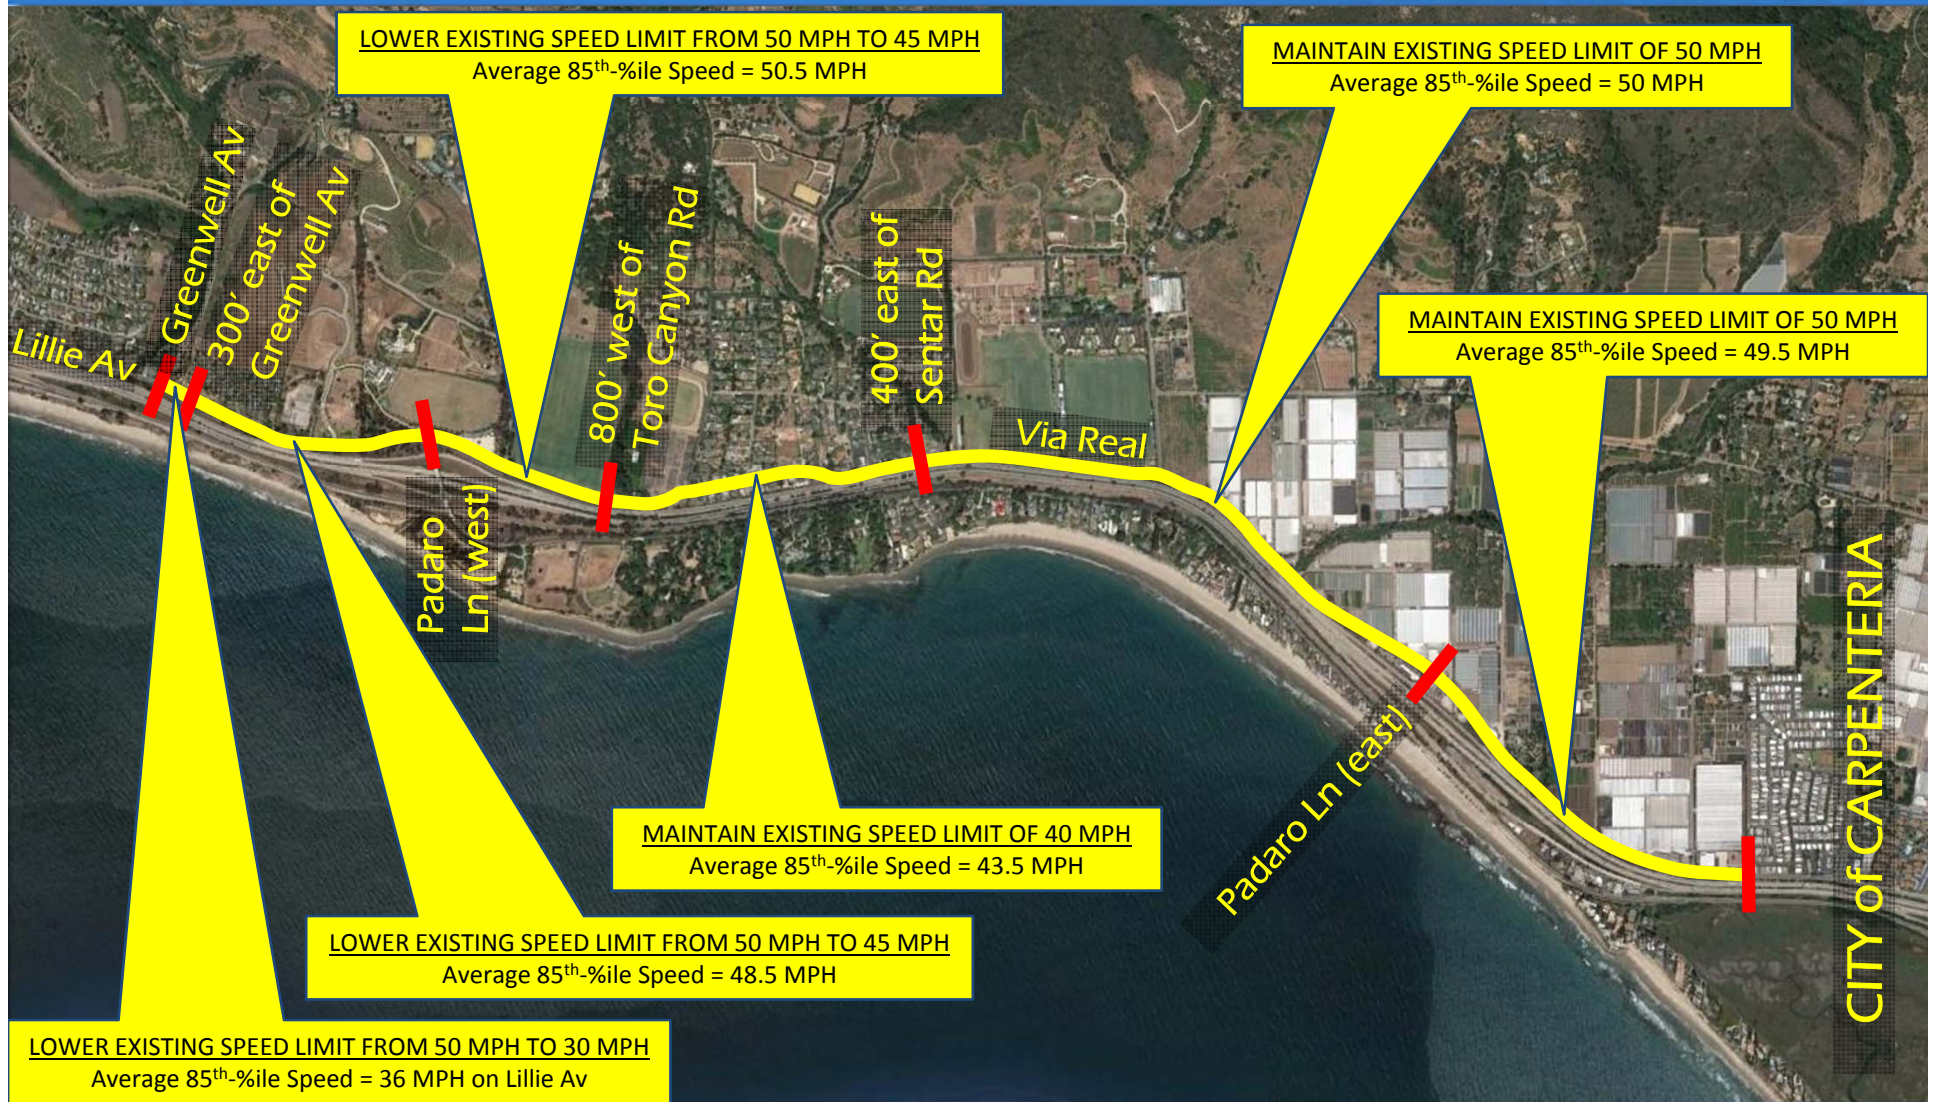 LOWER EXISTING SPEED LIMIT FROM 50 MPH TO 45 MPH
Average 85th-%ile Speed = 50.5 MPH
MAINTAIN EXISTING SPEED LIMIT OF 50 MPH
Average 85th-%ile Speed = 50 MPH
MAINTAIN EXISTING SPEED LIMIT OF 50 MPH
Average 85th-%ile Speed = 49.5 MPH
Lillie Av
Greenwell Av
300' east of
Greenwell Av
Padaro
Ln (west)
800' west of
Toro Canyon Rd
400' east of
Sentar Rd
Via Real
Padaro Ln (east)
CITY of CARPENTERIA
MAINTAIN EXISTING SPEED LIMIT OF 40 MPH
Average 85th-%ile Speed = 43.5 MPH
LOWER EXISTING SPEED LIMIT FROM 50 MPH TO 45 MPH
Average 85th-%ile Speed = 48.5 MPH
LOWER EXISTING SPEED LIMIT FROM 50 MPH TO 30 MPH
Average 85th-%ile Speed = 36 MPH on Lillie Av